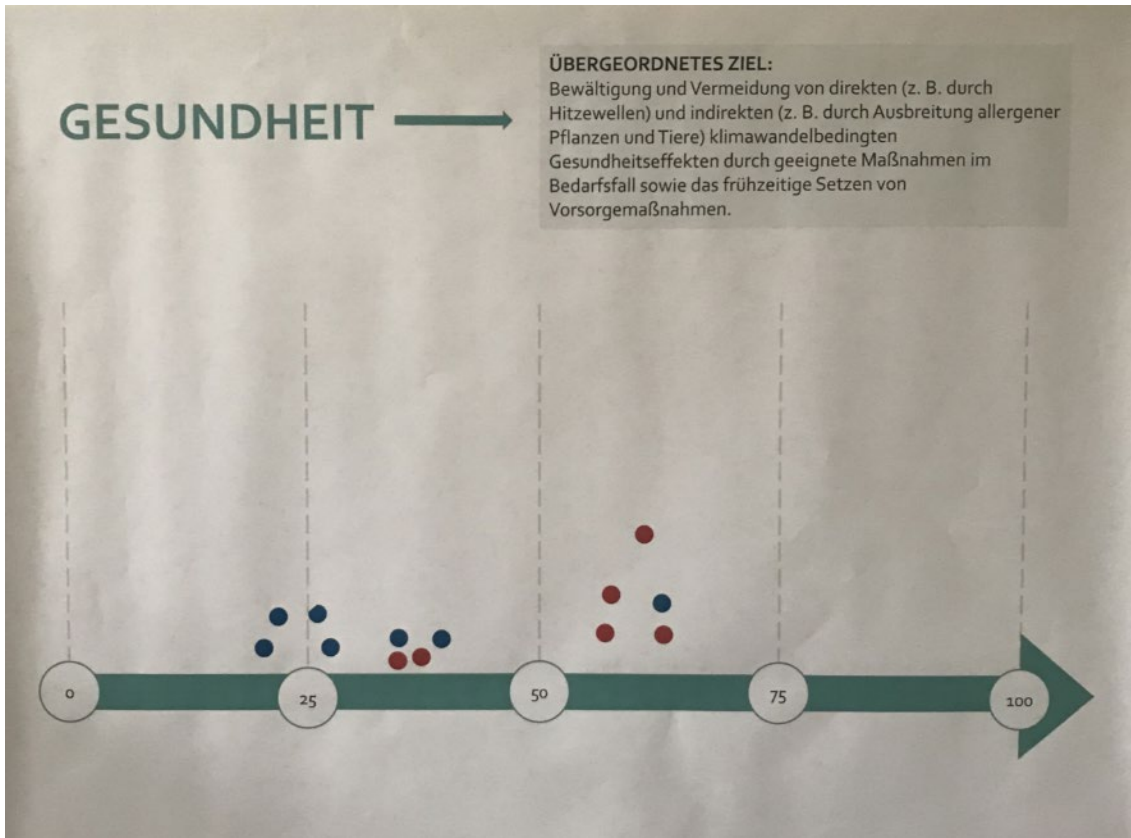 GESUNDHEIT
ÜBERGEORDNETES ZIEL:
Bewältigung und Vermeidung von direkten (z. B. durch
Hitzewellen) und indirekten (z. B. durch Ausbreitung allergener
Pflanzen und Tiere) klimawandelbedingten
Gesundheitseffekten durch geeignete Maßnahmen im
Bedarfsfall sowie das frühzeitige Setzen von
Vorsorgemaßnahmen.
0 25 50 75 100